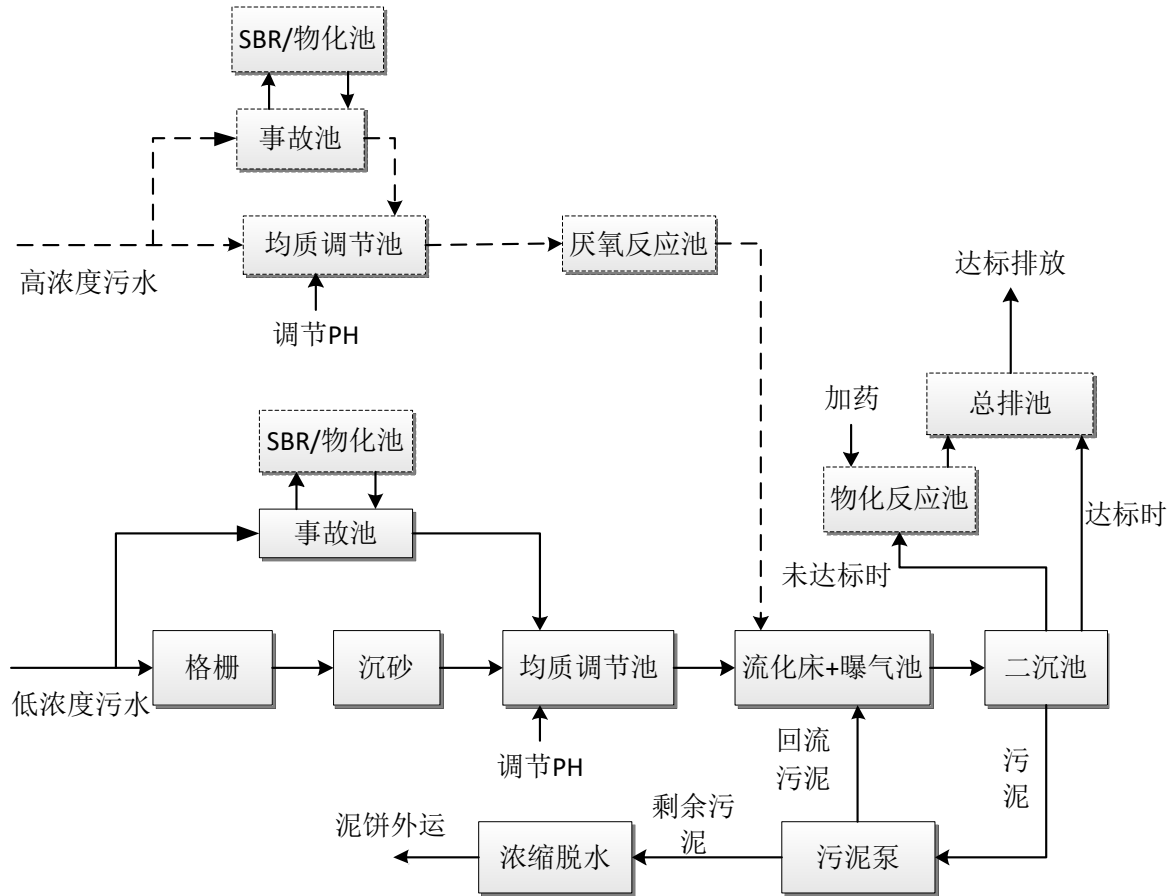 SBR/物化池
事故池
均质调节池
厌氧反应池
高浓度污水
调节PH
达标排放
总排池
加药
物化反应池
SBR/物化池
事故池
未达标时
达标时
格栅
沉砂
均质调节池
流化床+曝气池
二沉池
低浓度污水
调节PH
回流
污泥
污
泥
泥饼外运
浓缩脱水
剩余污
泥
污泥泵